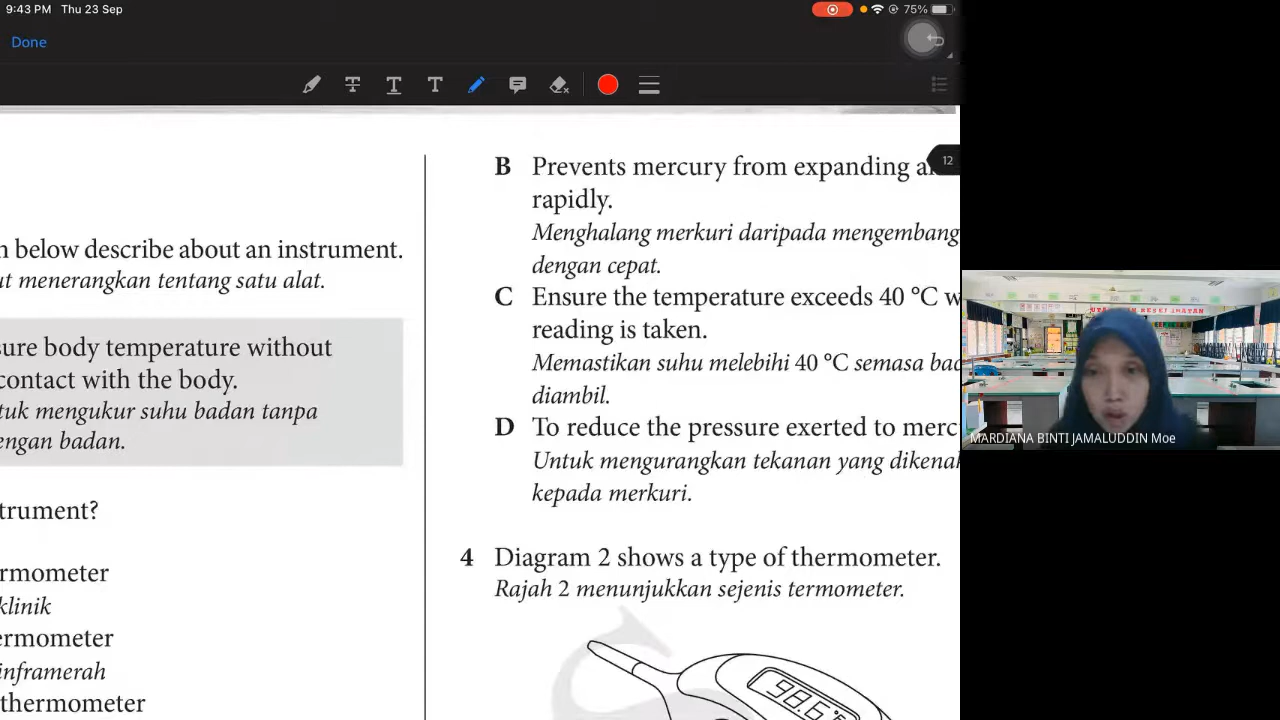 9:43 PM Thu 23 Sep
75%
Done
12
n below describe about an instrument.
ut menerangkan tentang satu alat.
sure body temperature without
contact with the body.
tuk mengukur suhu badan tanpa
engan badan.
trument?
rmometer
klinik
ermometer
inframerah
thermometer
B Prevents mercury from expanding a
rapidly.
Menghalang merkuri daripada mengembang
dengan cepat.
C Ensure the temperature exceeds 40 °C w
reading is taken.
Memastikan suhu melebihi 40 °C semasa bac
diambil.
D To reduce the pressure exerted to merc
Untuk mengurangkan tekanan yang dikena
kepada merkuri.
4 Diagram 2 shows a type of thermometer.
Rajah 2 menunjukkan sejenis termometer.
98.6
MARDIANA BINTI JAMALUDDIN Moe